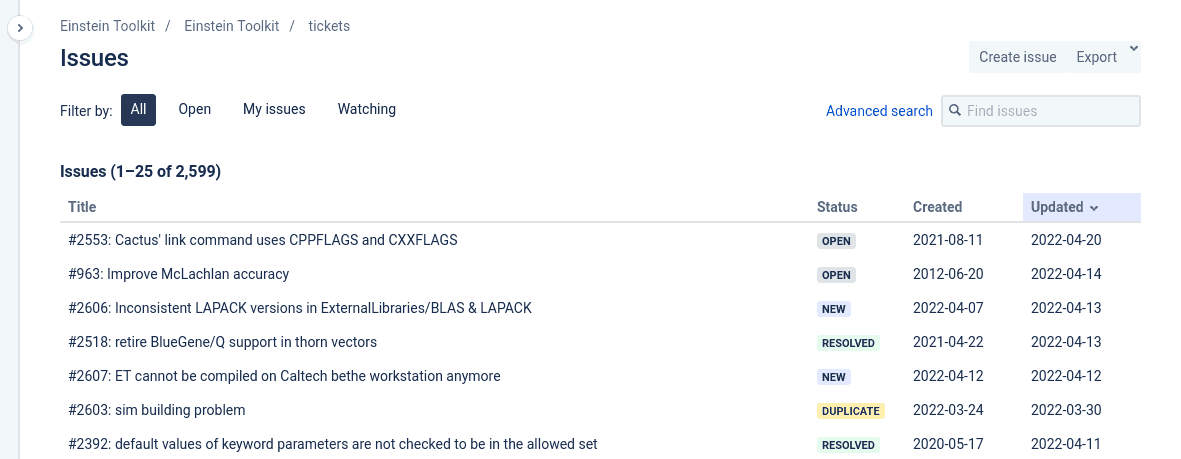 Einstein Toolkit / Einstein Toolkit / tickets
Issues
Create issue Export
Filter by: All Open My issues Watching
Advanced search Find issues
Issues (1–25 of 2,599)
Title Status Created Updated
#2553: Cactus' link command uses CPPFLAGS and CXXFLAGS OPEN 2021-08-11 2022-04-20
#963: Improve McLachlan accuracy OPEN 2012-06-20 2022-04-14
#2606: Inconsistent LAPACK versions in ExternalLibraries/BLAS & LAPACK NEW 2022-04-07 2022-04-13
#2518: retire BlueGene/Q support in thorn vectors RESOLVED 2021-04-22 2022-04-13
#2607: ET cannot be compiled on Caltech bethe workstation anymore NEW 2022-04-12 2022-04-12
#2603: sim building problem DUPLICATE 2022-03-24 2022-03-30
#2392: default values of keyword parameters are not checked to be in the allowed set RESOLVED 2020-05-17 2022-04-11